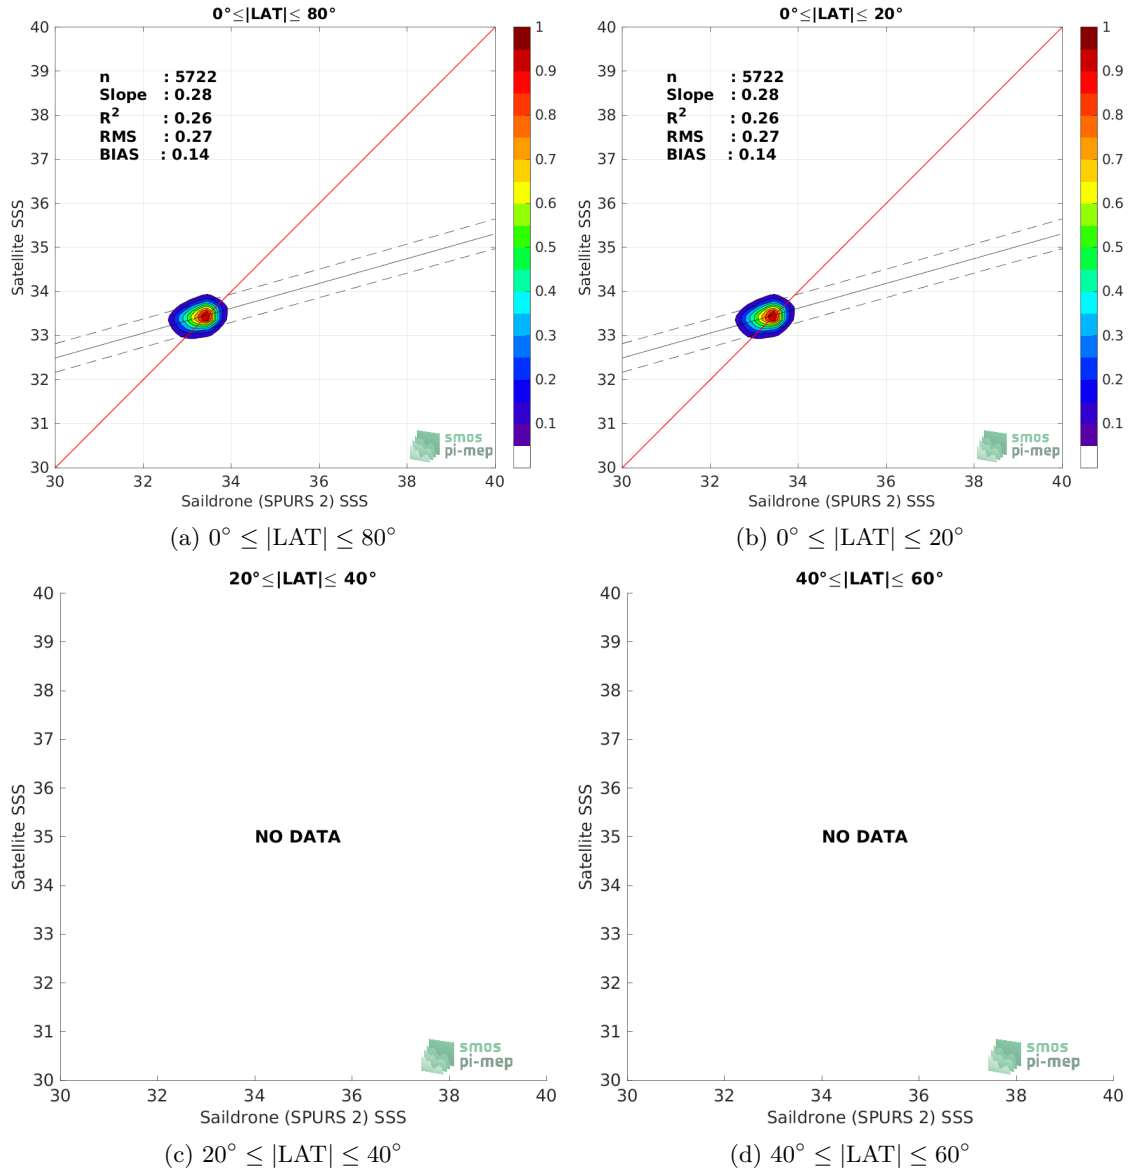 0°≤|LAT|≤ 80°
40
39
38
37
36
35
34
33
32
31
30
Satellite SSS
n : 5722
Slope : 0.28
R² : 0.26
RMS : 0.27
BIAS : 0.14
smos
pi-mep
30 32 34 36 38 40
Saildrone (SPURS 2) SSS
1
0.9
0.8
0.7
0.6
0.5
0.4
0.3
0.2
0.1
(a) 0° ≤ |LAT| ≤ 80°
0°≤|LAT|≤ 20°
40
39
38
37
36
35
34
33
32
31
30
Satellite SSS
n : 5722
Slope : 0.28
R² : 0.26
RMS : 0.27
BIAS : 0.14
smos
pi-mep
30 32 34 36 38 40
Saildrone (SPURS 2) SSS
1
0.9
0.8
0.7
0.6
0.5
0.4
0.3
0.2
0.1
(b) 0° ≤ |LAT| ≤ 20°
20°≤|LAT|≤ 40°
40
39
38
37
36
35
34
33
32
31
30
Satellite SSS
NO DATA
smos
pi-mep
30 32 34 36 38 40
Saildrone (SPURS 2) SSS
(c) 20° ≤ |LAT| ≤ 40°
40°≤|LAT|≤ 60°
40
39
38
37
36
35
34
33
32
31
30
Satellite SSS
NO DATA
smos
pi-mep
30 32 34 36 38 40
Saildrone (SPURS 2) SSS
(d) 40° ≤ |LAT| ≤ 60°